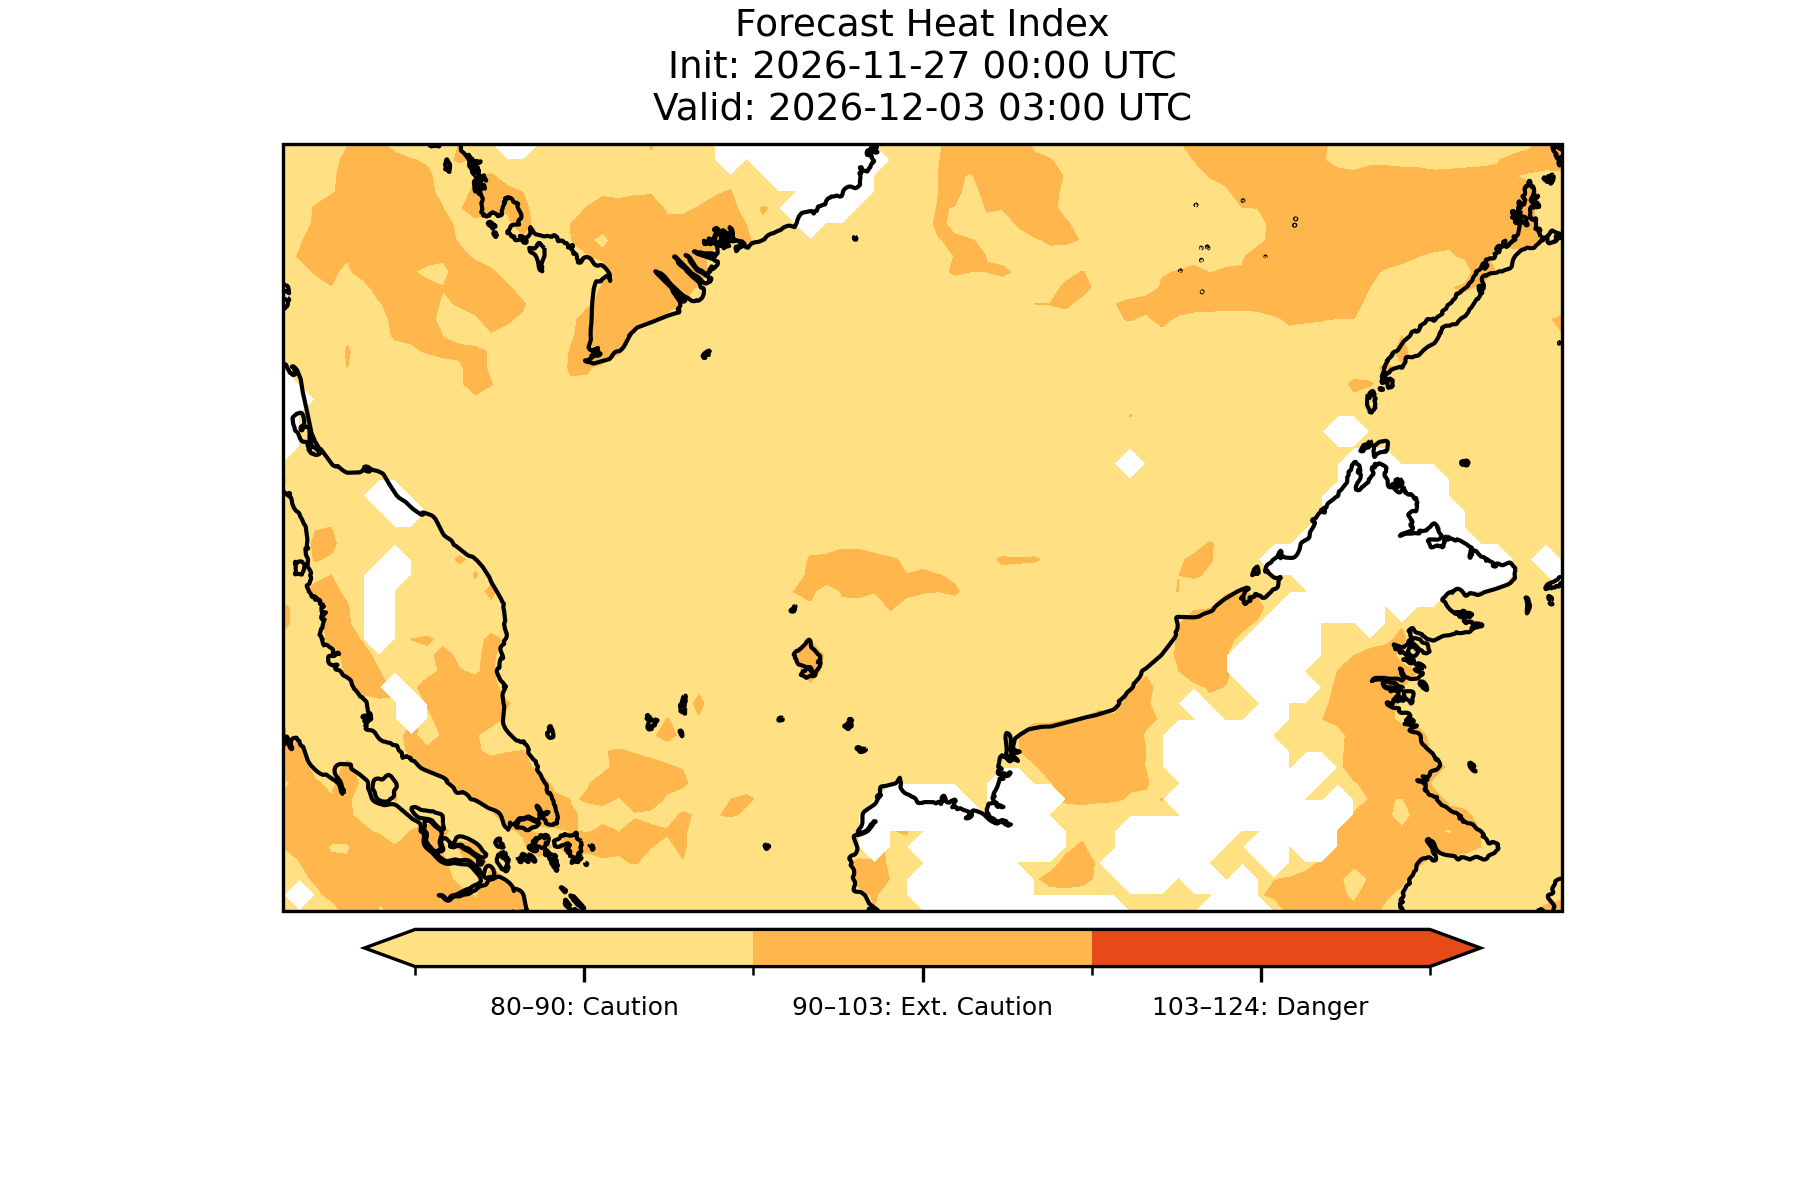 Forecast Heat Index
Init: 2026-11-27 00:00 UTC
Valid: 2026-12-03 03:00 UTC
80–90: Caution
90–103: Ext. Caution
103–124: Danger